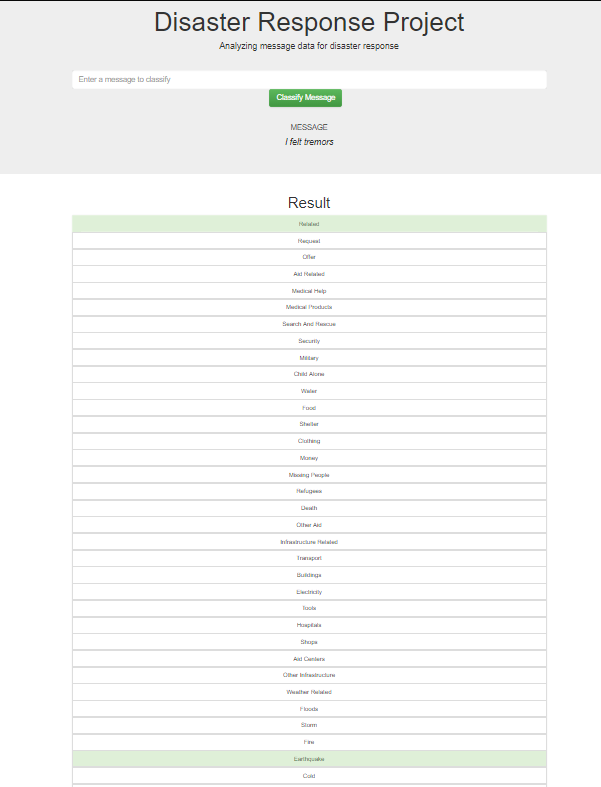 Disaster Response Project
Analyzing message data for disaster response
Enter a message to classify
Classify Message
MESSAGE
I felt tremors
Result
Related
Request
Offer
Aid Related
Medical Help
Medical Products
Search And Rescue
Security
Military
Child Alone
Water
Food
Shelter
Clothing
Money
Missing People
Refugees
Death
Other Aid
Infrastructure Related
Transport
Buildings
Electricity
Tools
Hospitals
Shops
Aid Centers
Other Infrastructure
Weather Related
Floods
Storm
Fire
Earthquake
Cold